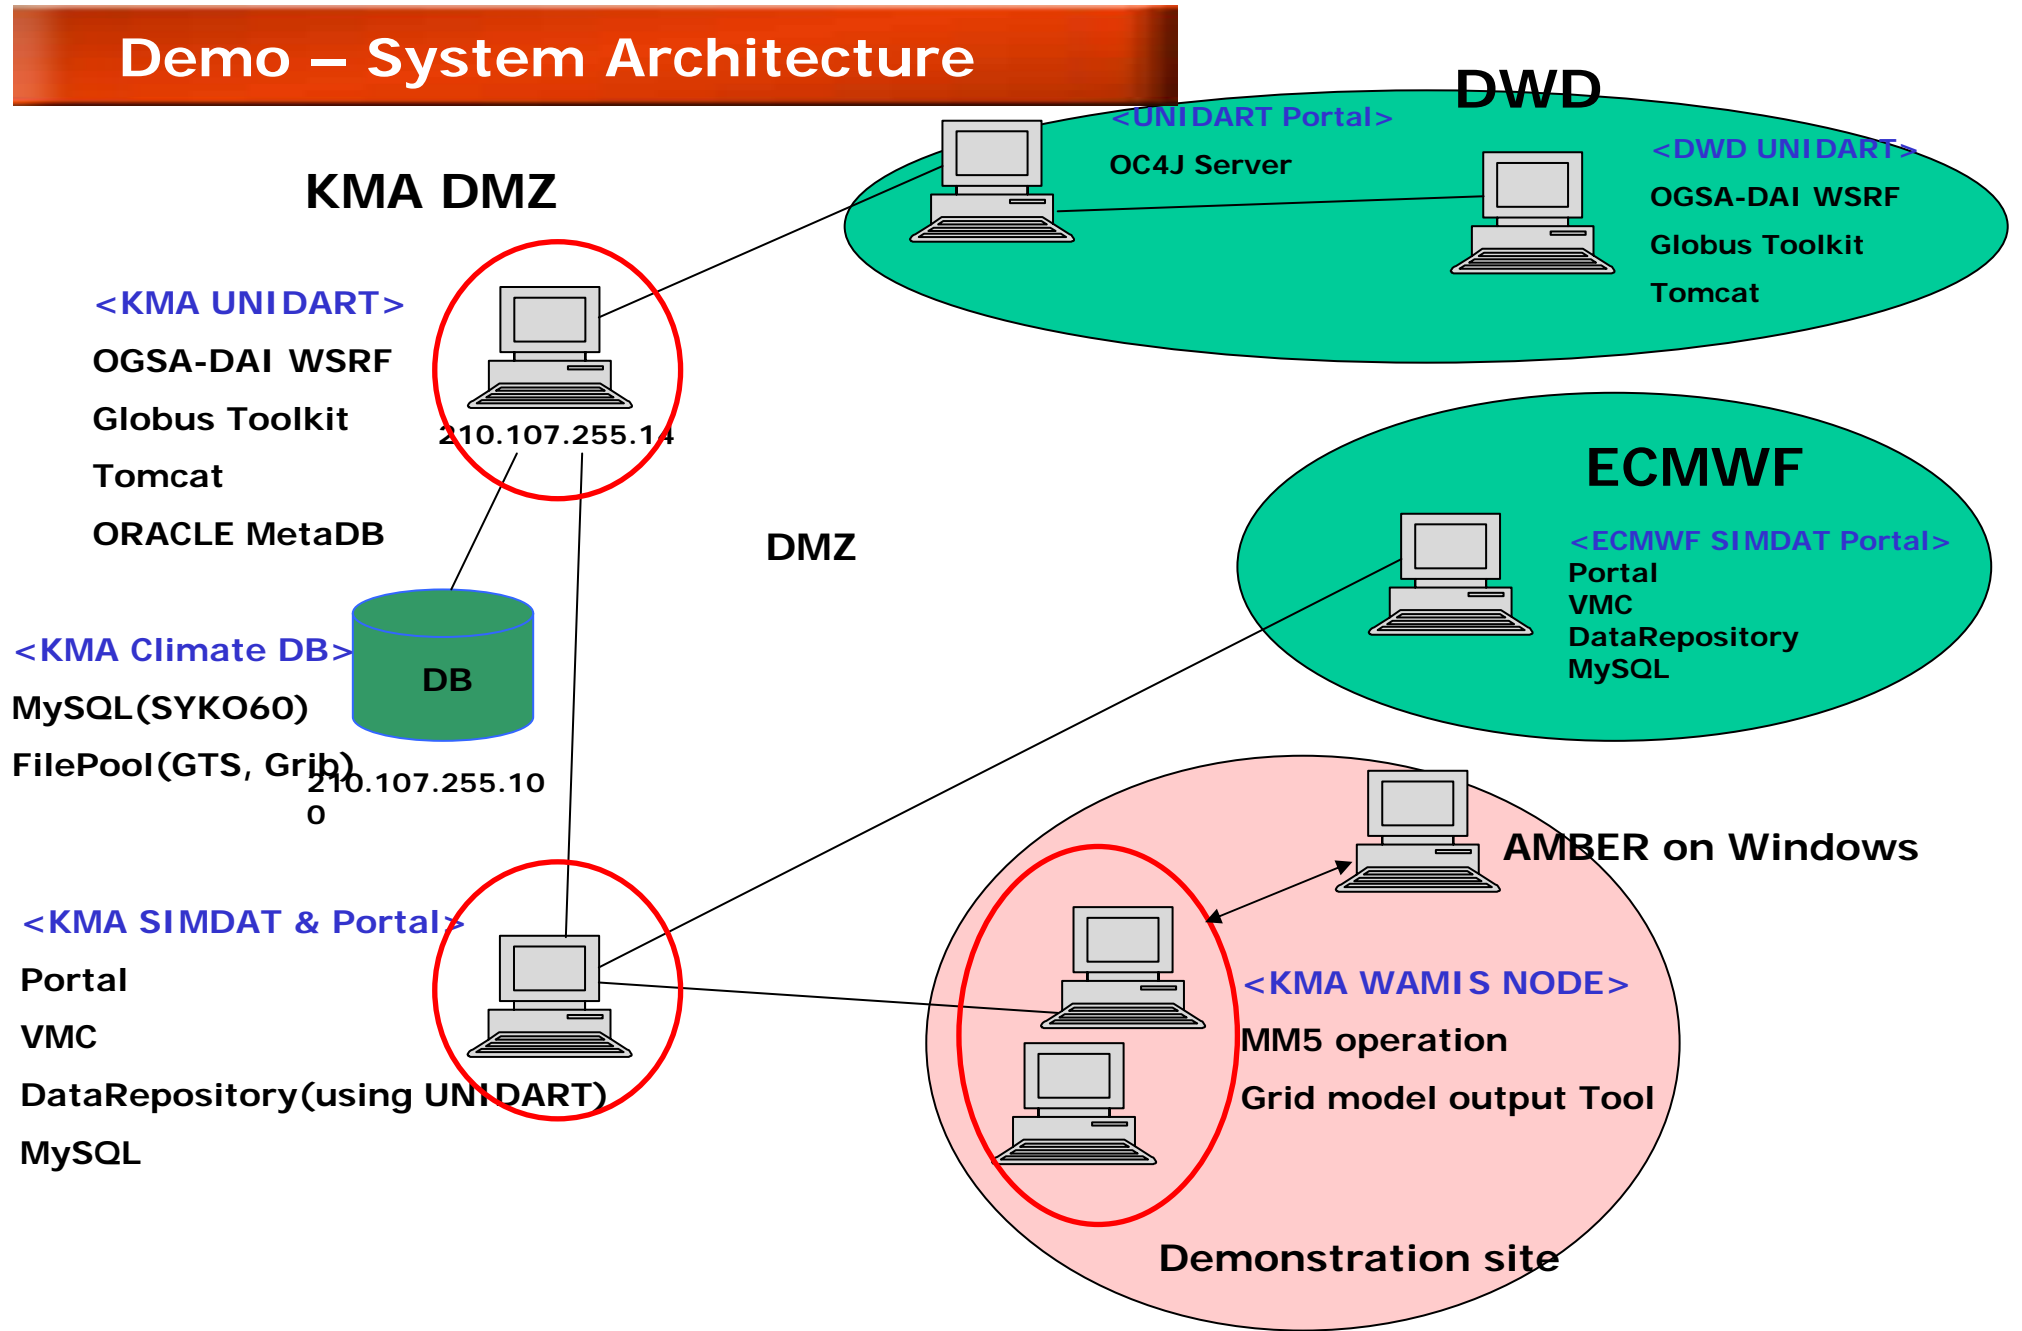 Demo – System Architecture
DWD
<UNIDART Portal>
OC4J Server
<DWD UNIDART>
OGSA-DAI WSRF
Globus Toolkit
Tomcat
KMA DMZ
<KMA UNIDART>
OGSA-DAI WSRF
Globus Toolkit
Tomcat
ORACLE MetaDB
210.107.255.14
DMZ
ECMWF
<ECMWF SIMDAT Portal>
Portal
VMC
DataRepository
MySQL
<KMA Climate DB>
MySQL(SYKO60)
FilePool(GTS, Grib)
DB
210.107.255.10
0
AMBER on Windows
<KMA SIMDAT & Portal>
Portal
VMC
DataRepository(using UNIDART)
MySQL
<KMA WAMIS NODE>
MM5 operation
Grid model output Tool
Demonstration site